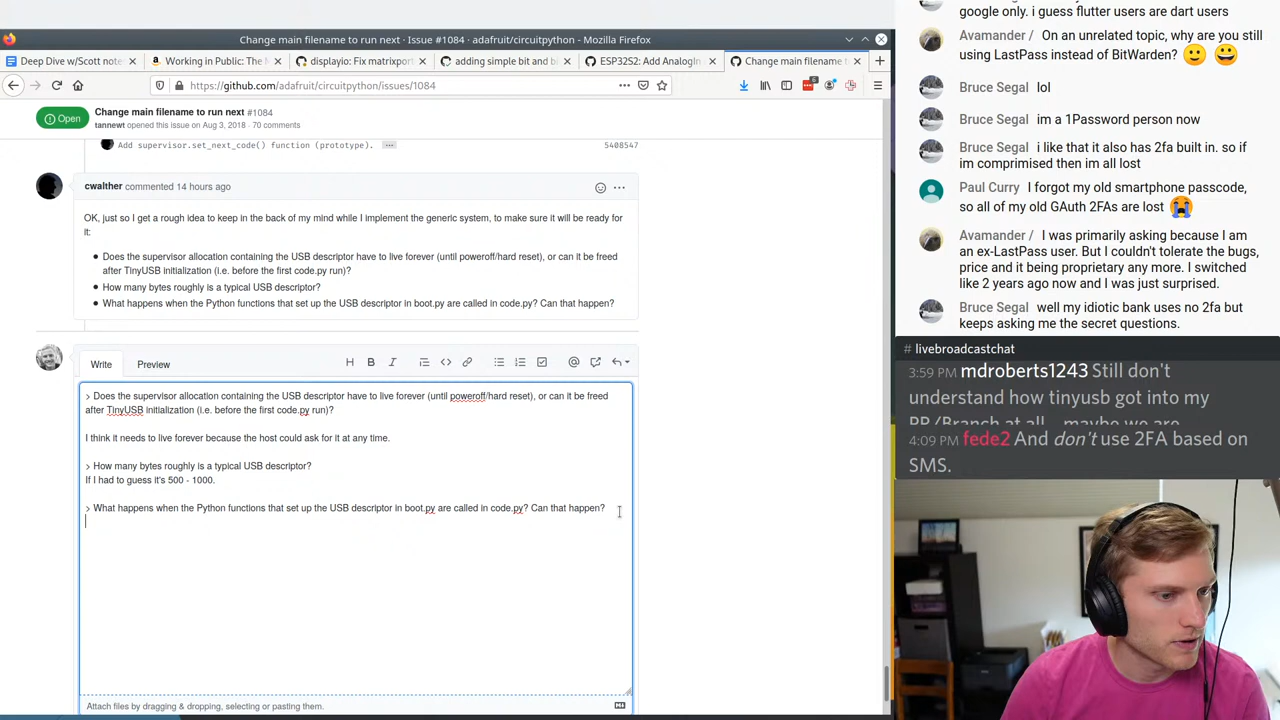 Change main filename to run next · Issue #1084 · adafruit/circuitpython - Mozilla Firefox
Deep Dive w/Scott notes
Working in Public: The M
displayio: Fix matrixport
adding simple bit and b
ESP32S2: Add AnalogIn,
Change main filename to
https://github.com/adafruit/circuitpython/issues/1084
Open
Change main filename to run next #1084
tannewt opened this issue on Aug 3, 2018 · 70 comments
Add supervisor.set_next_code() function (prototype). ...
5408547
cwalther commented 14 hours ago
OK, just so I get a rough idea to keep in the back of my mind while I implement the generic system, to make sure it will be ready for
it:
Does the supervisor allocation containing the USB descriptor have to live forever (until poweroff/hard reset), or can it be freed
after TinyUSB initialization (i.e. before the first code.py run)?
How many bytes roughly is a typical USB descriptor?
What happens when the Python functions that set up the USB descriptor in boot.py are called in code.py? Can that happen?
Write
Preview
> Does the supervisor allocation containing the USB descriptor have to live forever (until poweroff/hard reset), or can it be freed
after TinyUSB initialization (i.e. before the first code.py run)?
I think it needs to live forever because the host could ask for it at any time.
> How many bytes roughly is a typical USB descriptor?
If I had to guess it's 500 - 1000.
> What happens when the Python functions that set up the USB descriptor in boot.py are called in code.py? Can that happen?
Attach files by dragging & dropping, selecting or pasting them.
google only. i guess flutter users are dart users
Avamander / On an unrelated topic, why are you still
using LastPass instead of BitWarden? 🙂 😀
Bruce Segal lol
Bruce Segal im a 1Password person now
Bruce Segal i like that it also has 2fa built in. so if
im comprimised then im all lost
Paul Curry I forgot my old smartphone passcode,
so all of my old GAuth 2FAs are lost 😭
Avamander / I was primarily asking because I am
an ex-LastPass user. But I couldn't tolerate the bugs,
price and it being proprietary any more. I switched
like 2 years ago now and I was just surprised.
Bruce Segal well my idiotic bank uses no 2fa but
keeps asking me the secret questions.
# livebroadcastchat
3:59 PM mdroberts1243 Still don't
understand how tinyusb got into my
PR/Branch at all... maybe we are
4:09 PM fede2 And don't use 2FA based on
SMS.